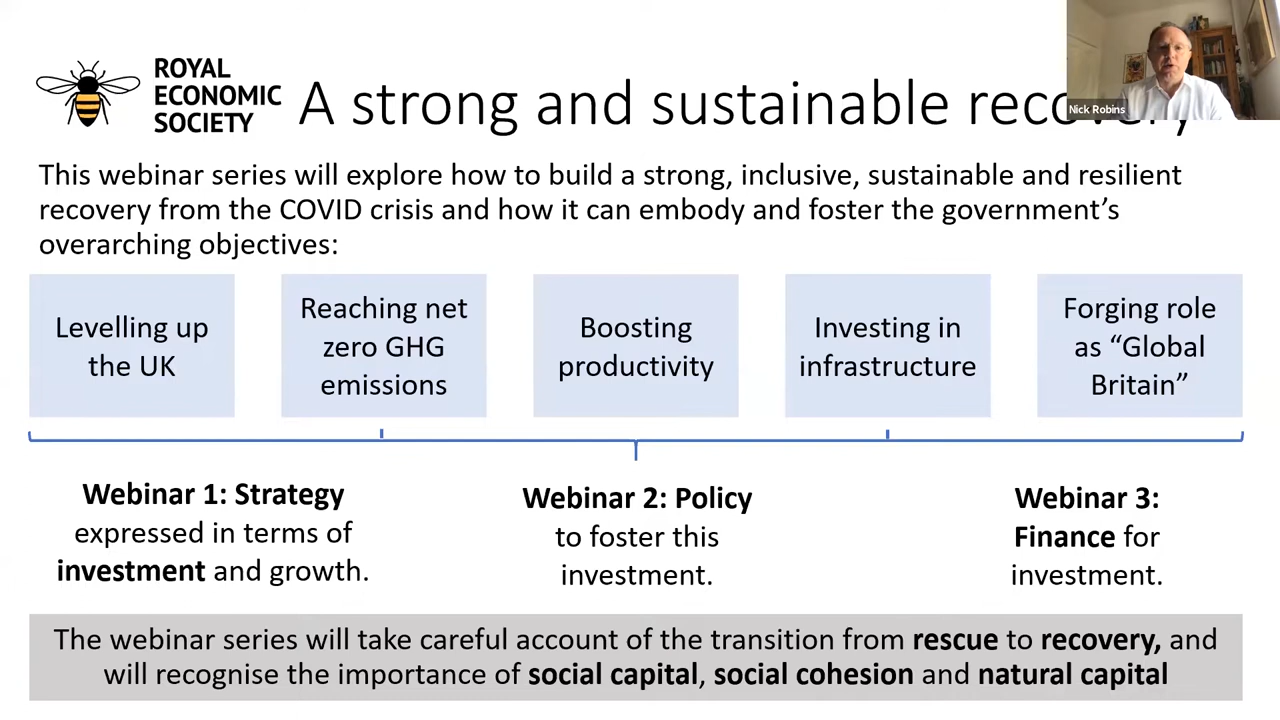 ROYAL
ECONOMIC
SOCIETY
A strong and sustainable recovery
Nick Robins
This webinar series will explore how to build a strong, inclusive, sustainable and resilient
recovery from the COVID crisis and how it can embody and foster the government’s
overarching objectives:
Levelling up
the UK
Reaching net
zero GHG
emissions
Boosting
productivity
Investing in
infrastructure
Forging role
as “Global
Britain”
Webinar 1: Strategy
expressed in terms of
investment and growth.
Webinar 2: Policy
to foster this
investment.
Webinar 3:
Finance for
investment.
The webinar series will take careful account of the transition from rescue to recovery, and
will recognise the importance of social capital, social cohesion and natural capital